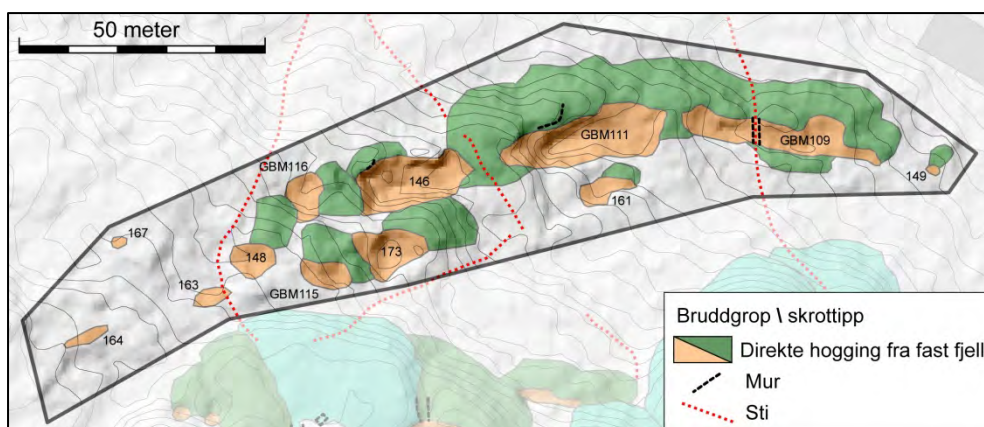 50 meter
GBM111
GBM109
GBM116
146
149
161
167
148
173
163
GBM115
164
Bruddgrop \ skrottipp
Direkte hogging fra fast fjell
Mur
Sti